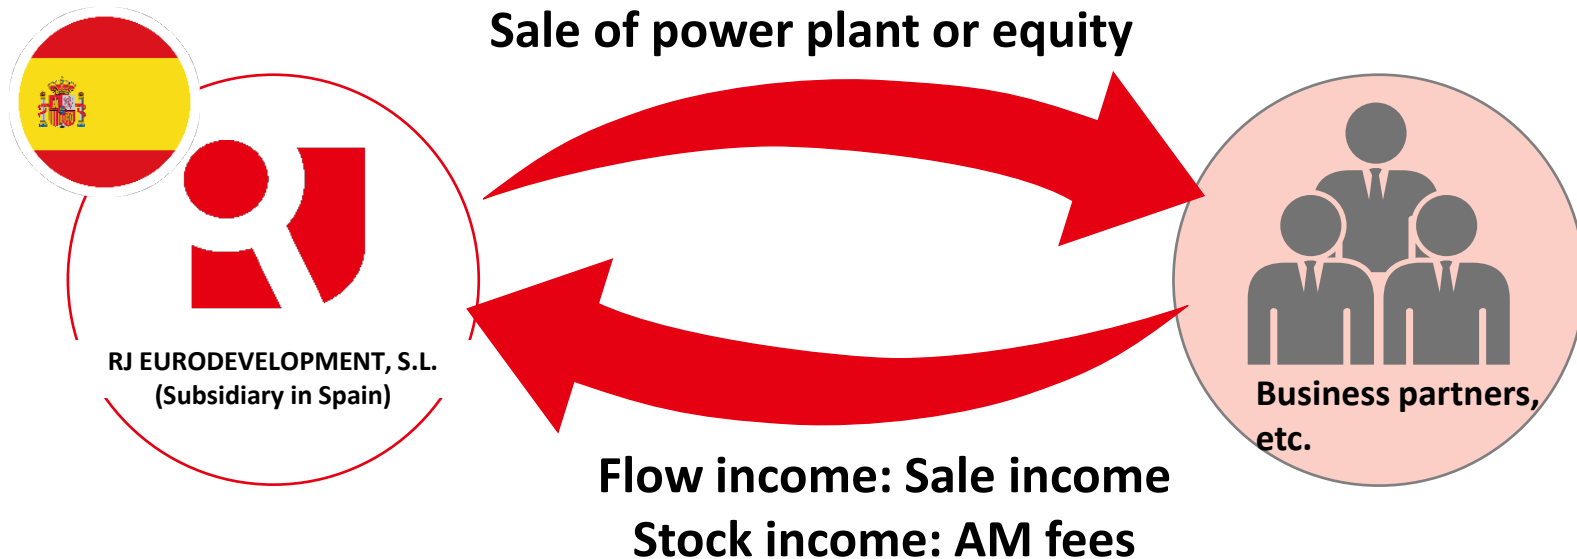 Sale of power plant or equity
RJ EURODEVELOPMENT, S.L.
(Subsidiary in Spain)
Business partners,
etc.
Flow income: Sale income
Stock income: AM fees